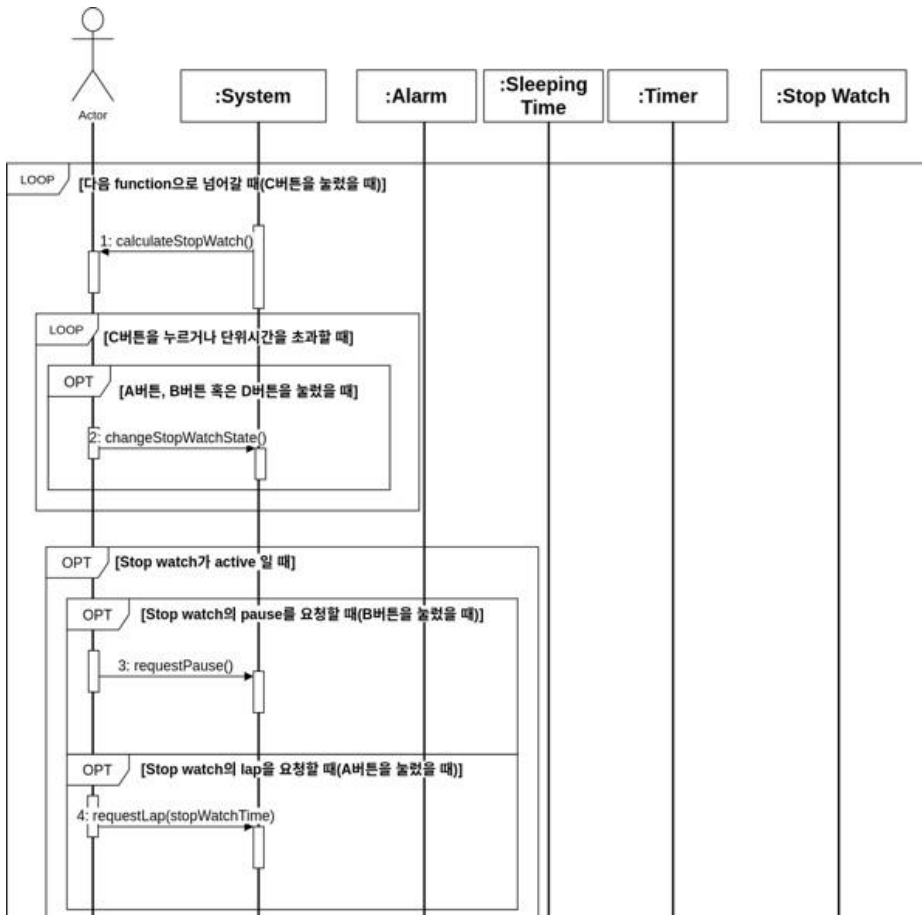 Actor
:System
:Alarm
:Sleeping
Time
:Timer
:Stop Watch
LOOP
[다음 function으로 넘어갈 때(C버튼을 눌렀을 때)]
1: calculateStopWatch()
LOOP
[C버튼을 누르거나 단위시간을 초과할 때]
OPT
[A버튼, B버튼 혹은 D버튼을 눌렀을 때]
2: changeStopWatchState()
OPT
[Stop watch가 active 일 때]
OPT
[Stop watch의 pause를 요청할 때(B버튼을 눌렀을 때)]
3: requestPause()
OPT
[Stop watch의 lap을 요청할 때(A버튼을 눌렀을 때)]
4: requestLap(stopWatchTime)